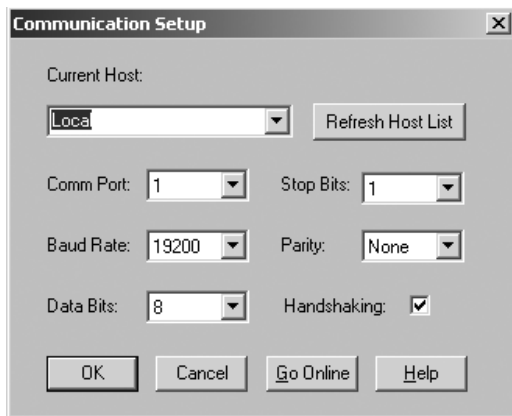 Communication Setup
Current Host:
Loca Refresh Host List
Comm Port: 1 Stop Bits: 1
Baud Rate: 19200 Parity: None
Data Bits: 8 Handshaking:
OK Cancel Go Online Help